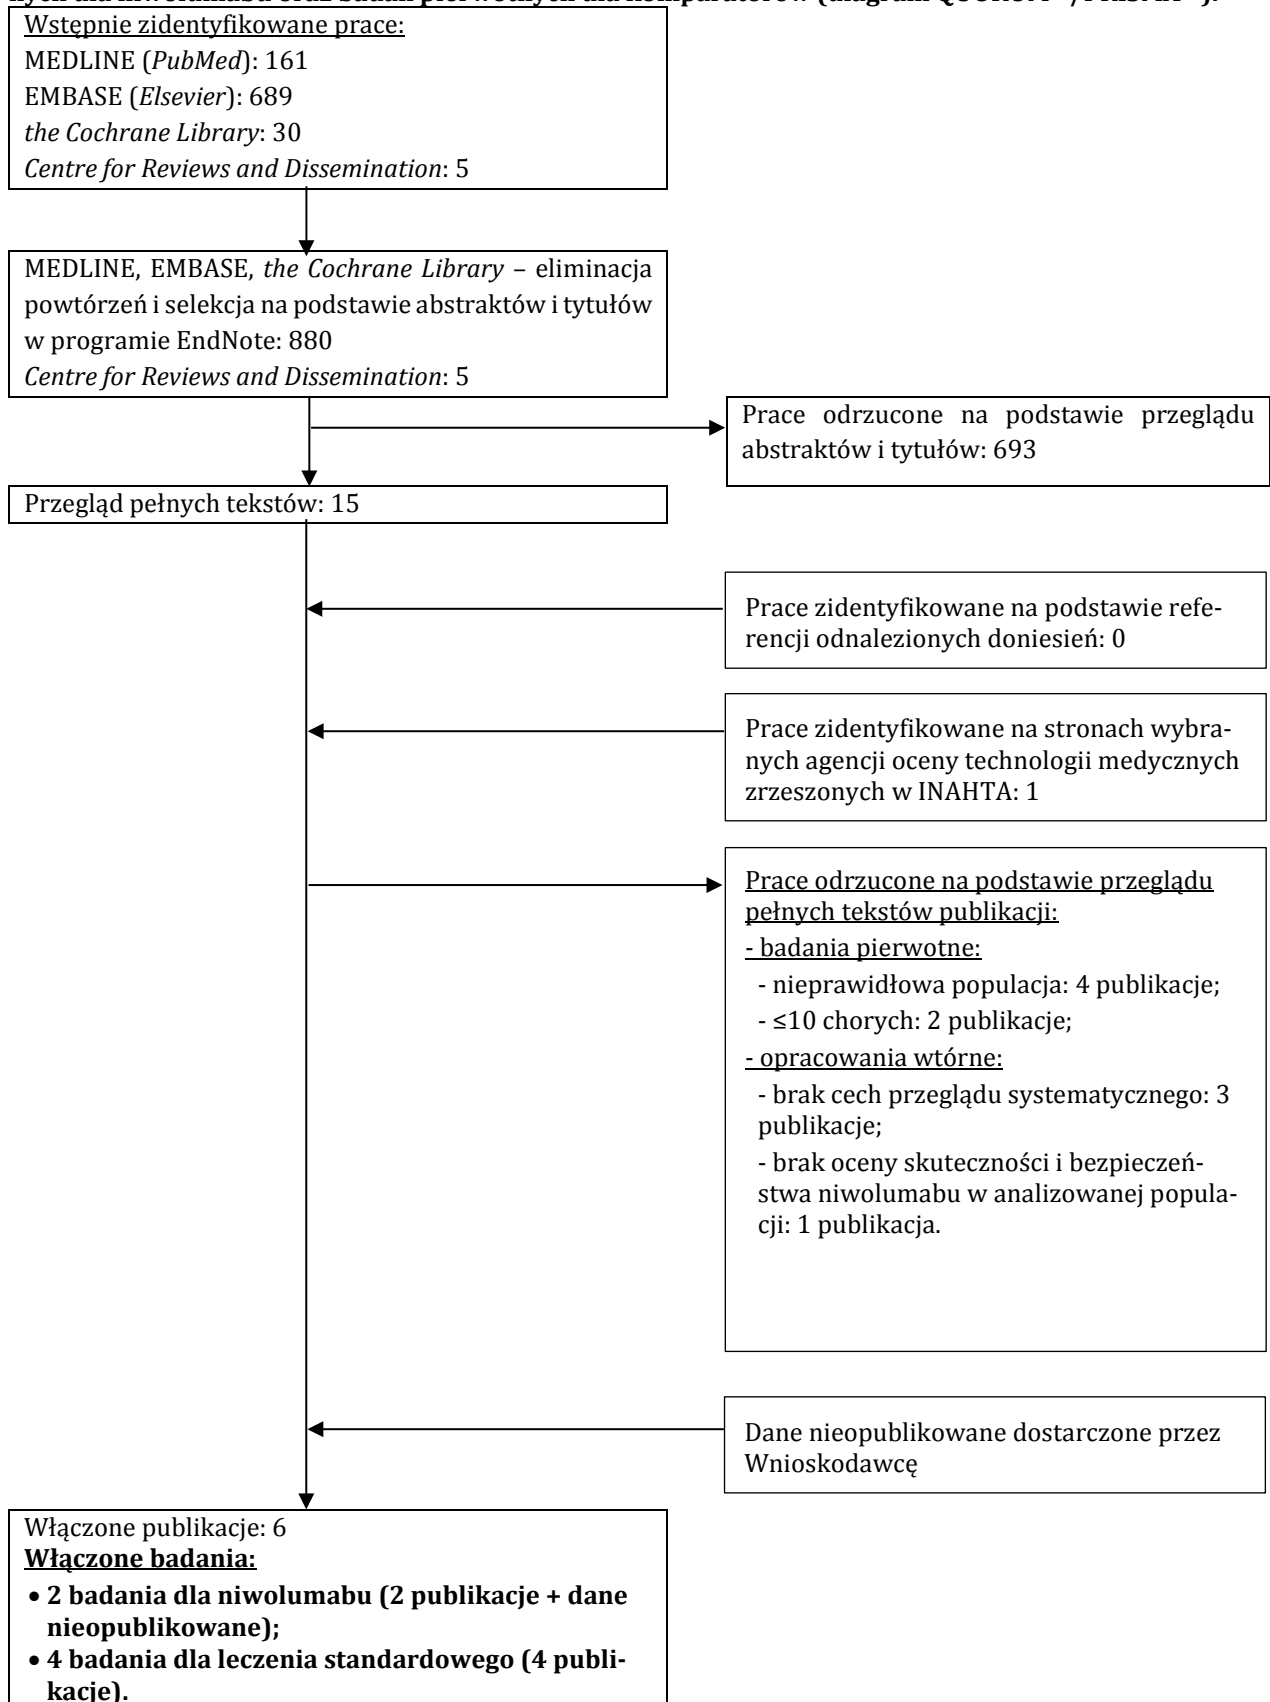 Wstępnie zidentyfikowane prace:
MEDLINE (PubMed): 161
EMBASE (Elsevier): 689
the Cochrane Library: 30
Centre for Reviews and Dissemination: 5
MEDLINE, EMBASE, the Cochrane Library – eliminacja
powtórzeń i selekcja na podstawie abstraktów i tytułów
w programie EndNote: 880
Centre for Reviews and Dissemination: 5
Prace odrzucone na podstawie przeglądu
abstraktów i tytułów: 693
Przegląd pełnych tekstów: 15
Prace zidentyfikowane na podstawie refe-
rencji odnalezionych doniesień: 0
Prace zidentyfikowane na stronach wybra-
nych agencji oceny technologii medycznych
zrzeszonych w INAHTA: 1
Prace odrzucone na podstawie przeglądu
pełnych tekstów publikacji:
- badania pierwotne:
- nieprawidłowa populacja: 4 publikacje;
- ≤10 chorych: 2 publikacje;
- opracowania wtórne:
- brak cech przeglądu systematycznego: 3
publikacje;
- brak oceny skuteczności i bezpieczeń-
stwa niwolumabu w analizowanej popula-
cji: 1 publikacja.
Dane nieopublikowane dostarczone przez
Wnioskodawcę
Włączone publikacje: 6
Włączone badania:
• 2 badania dla niwolumabu (2 publikacje + dane
nieopublikowane);
• 4 badania dla leczenia standardowego (4 publi-
kacje).